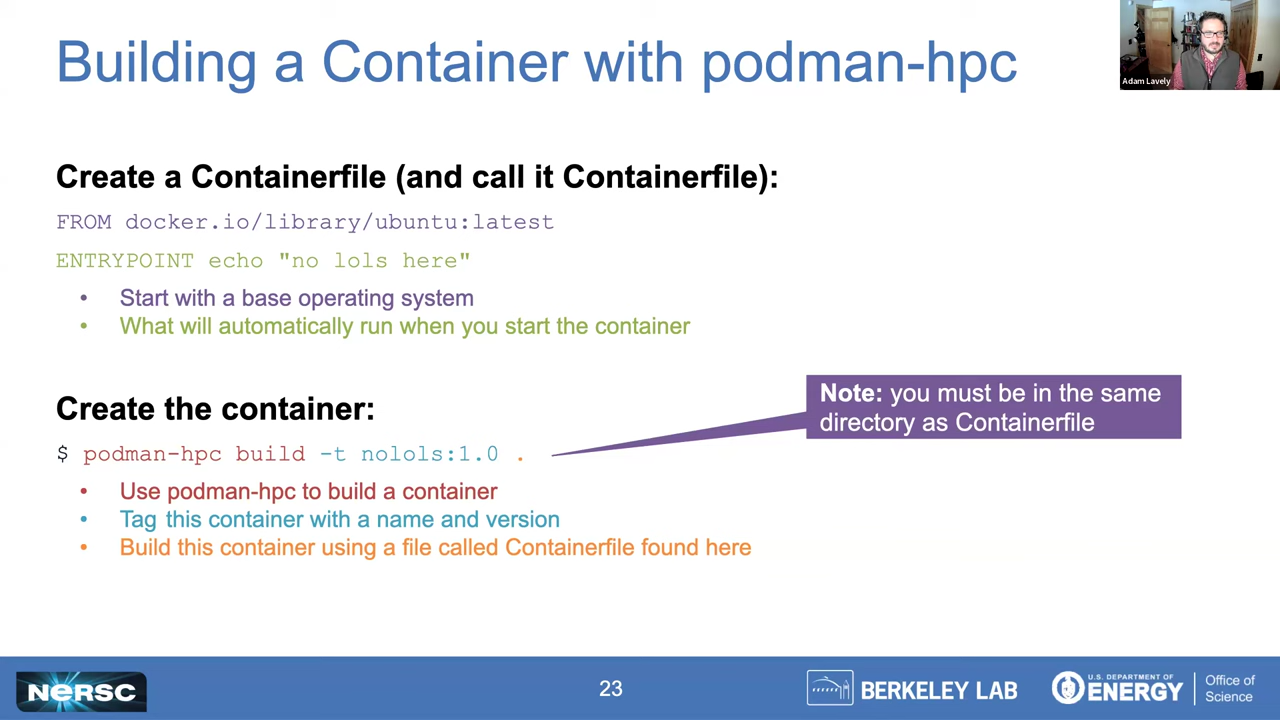 Building a Container with podman-hpc
Adam Lavely
Create a Containerfile (and call it Containerfile):
FROM docker.io/library/ubuntu:latest
ENTRYPOINT echo "no lols here"
• Start with a base operating system
• What will automatically run when you start the container
Note: you must be in the same
directory as Containerfile
Create the container:
$ podman-hpc build -t nolols:1.0 .
• Use podman-hpc to build a container
• Tag this container with a name and version
• Build this container using a file called Containerfile found here
NERSC
23
BERKELEY LAB
U.S. DEPARTMENT OF
ENERGY
Office of
Science